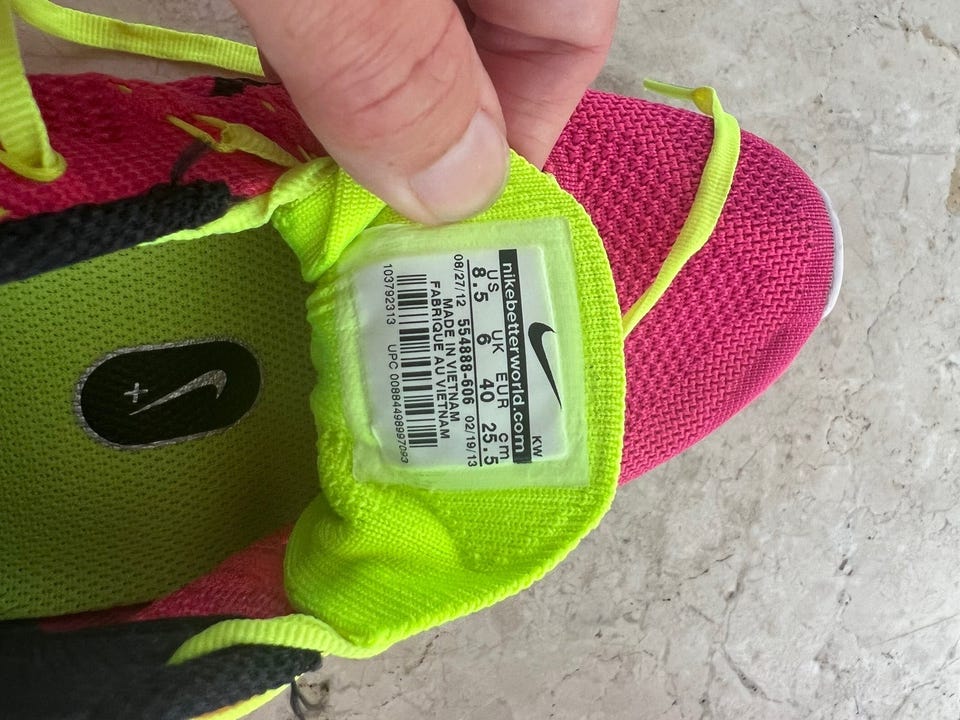 KW
nikebetterworld.com
US UK EUR cm
8.5 6 40 25.5
08/27/12 554888-606 02/19/13
MADE IN VIETNAM
FABRIQUE AU VIETNAM
103792313 UPC 00884498997093
+